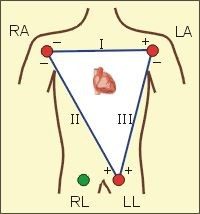 RA LA
− I +
− −
II III
+ +
RL LL